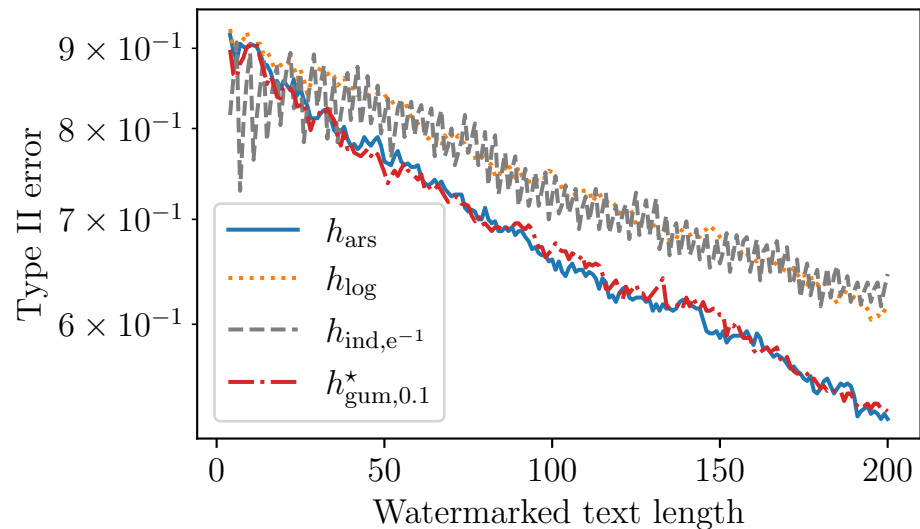 9 × 10⁻¹
8 × 10⁻¹
7 × 10⁻¹
6 × 10⁻¹
Type II error
h_ars
h_log
h_ind,e⁻¹
h*_gum,0.1
0 50 100 150 200
Watermarked text length